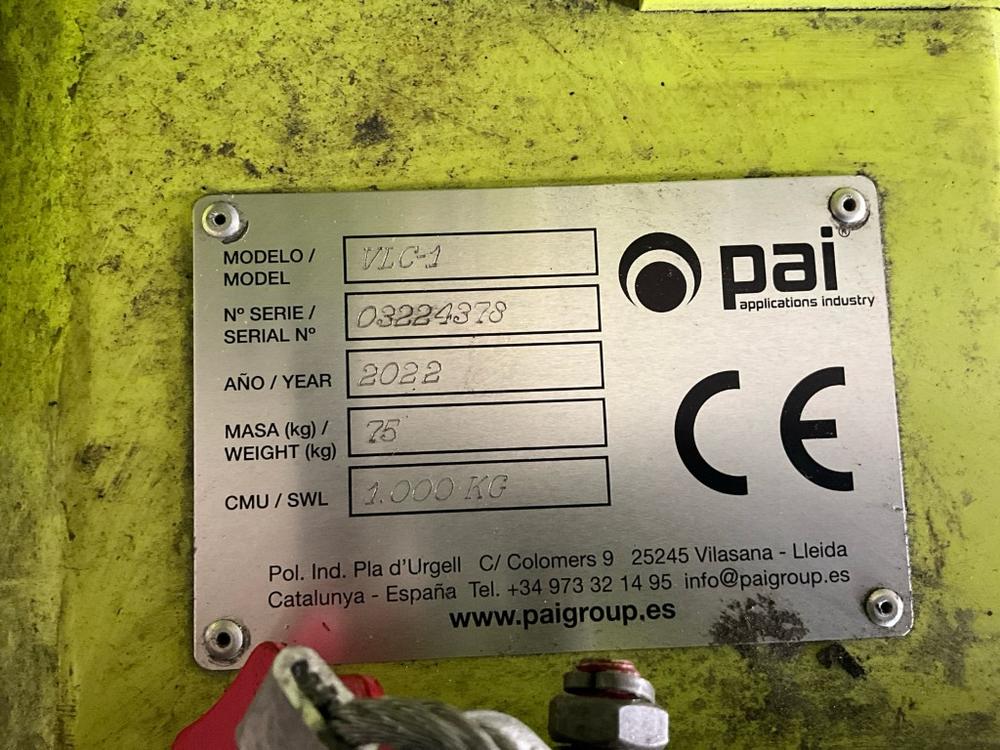 MODELO /
MODEL
VLC-1
Nº SERIE /
SERIAL Nº
03224378
AÑO / YEAR
2022
MASA (kg) /
WEIGHT (kg)
75
CMU / SWL
1.000 KG
pai®
applications industry
CE
Pol. Ind. Pla d'Urgell C/ Colomers 9 25245 Vilasana - Lleida
Catalunya - España Tel. +34 973 32 14 95 info@paigroup.es
www.paigroup.es